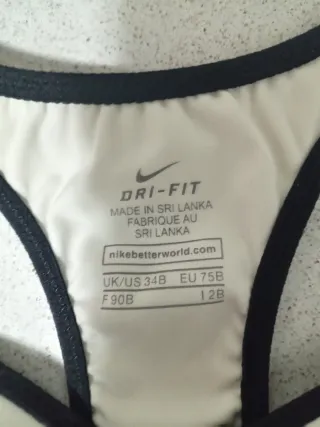 DRI-FIT
MADE IN SRI LANKA
FABRIQUE AU
SRI LANKA
nikebetterworld.com
UK/US 34B EU 75B
F 90B I 2B